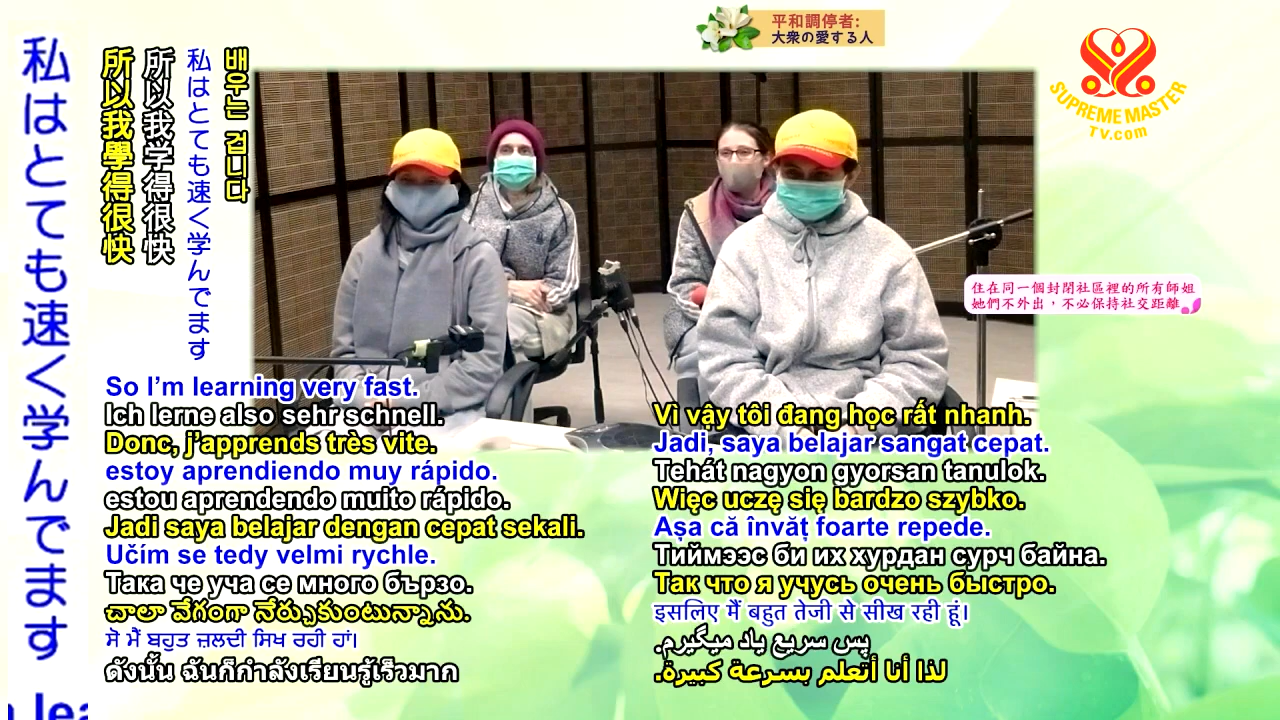 平和調停者:
大衆の愛する人
SUPREME MASTER
TV.com
私はとても速く学んでます
所以我學得很快
所以我学得很快
私はとても速く学んでます
배우는 겁니다
住在同一個封閉社區裡的所有師姐
她們不外出，不必保持社交距離
So I’m learning very fast.
Ich lerne also sehr schnell.
Donc, j’apprends très vite.
estoy aprendiendo muy rápido.
estou aprendendo muito rápido.
Jadi saya belajar dengan cepat sekali.
Učím se tedy velmi rychle.
Така че уча се много бързо.
చాలా వేగంగా నేర్చుకుంటున్నాను.
ਸੋ ਮੈਂ ਬਹੁਤ ਜ਼ਲਦੀ ਸਿਖ ਰਹੀ ਹਾਂ।
ดังนั้น ฉันก็กำลังเรียนรู้เร็วมาก
Vì vậy tôi đang học rất nhanh.
Jadi, saya belajar sangat cepat.
Tehát nagyon gyorsan tanulok.
Więc uczę się bardzo szybko.
Așa că învăț foarte repede.
Тиймээс би их хурдан сурч байна.
Так что я учусь очень быстро.
इसलिए मैं बहुत तेजी से सीख रही हूं।
پس سریع یاد میگیرم.
لذا أنا أتعلم بسرعة كبيرة.